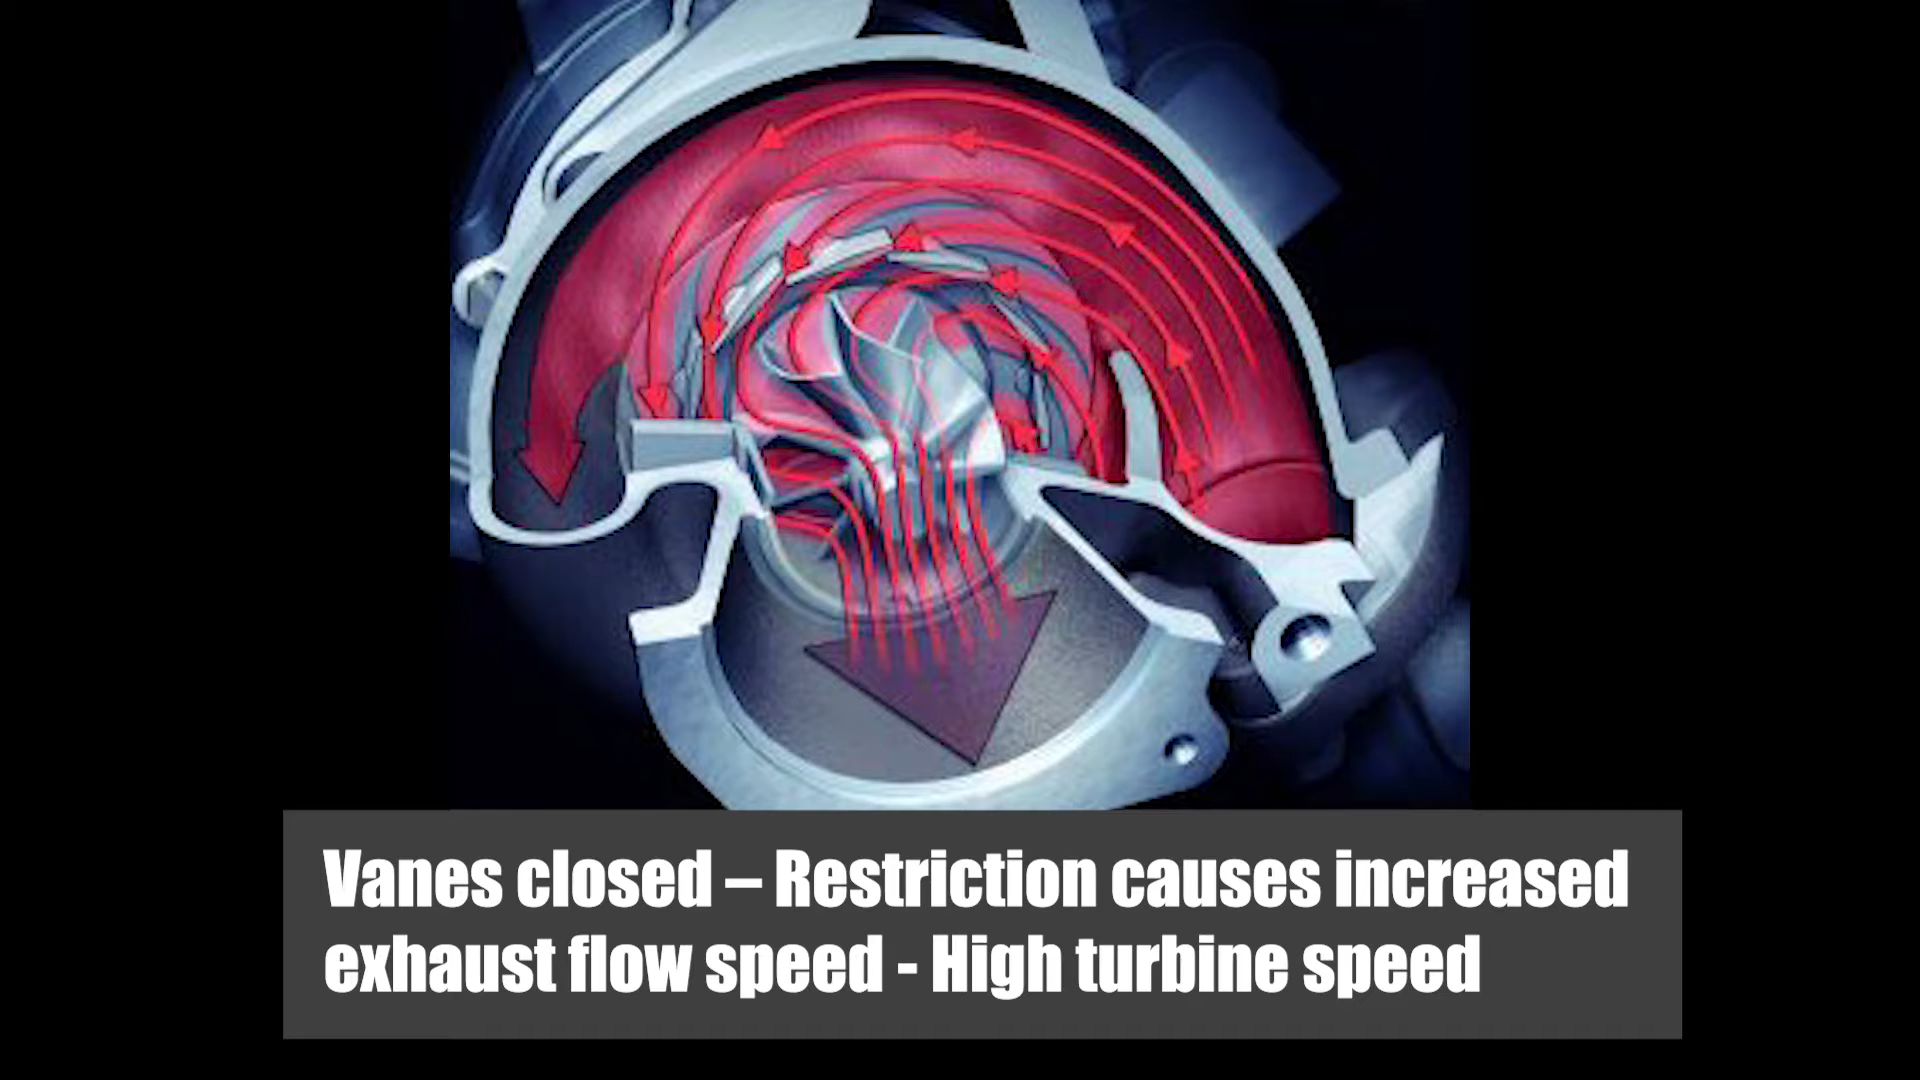 Vanes closed – Restriction causes increased
exhaust flow speed - High turbine speed